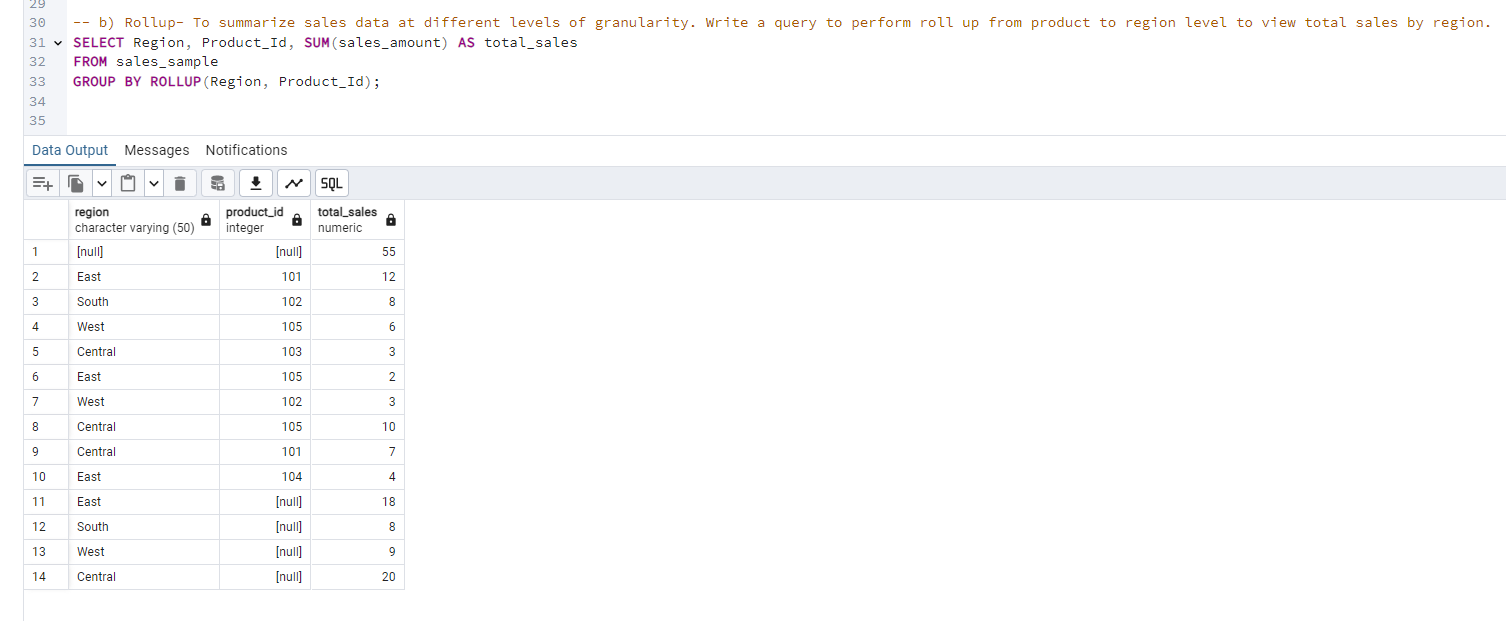 29
30 -- b) Rollup- To summarize sales data at different levels of granularity. Write a query to perform roll up from product to region level to view total sales by region.
31 SELECT Region, Product_Id, SUM(sales_amount) AS total_sales
32 FROM sales_sample
33 GROUP BY ROLLUP(Region, Product_Id);
34
35
Data Output Messages Notifications
SQL
region product_id total_sales
character varying (50) integer numeric
1 [null] [null] 55
2 East 101 12
3 South 102 8
4 West 105 6
5 Central 103 3
6 East 105 2
7 West 102 3
8 Central 105 10
9 Central 101 7
10 East 104 4
11 East [null] 18
12 South [null] 8
13 West [null] 9
14 Central [null] 20